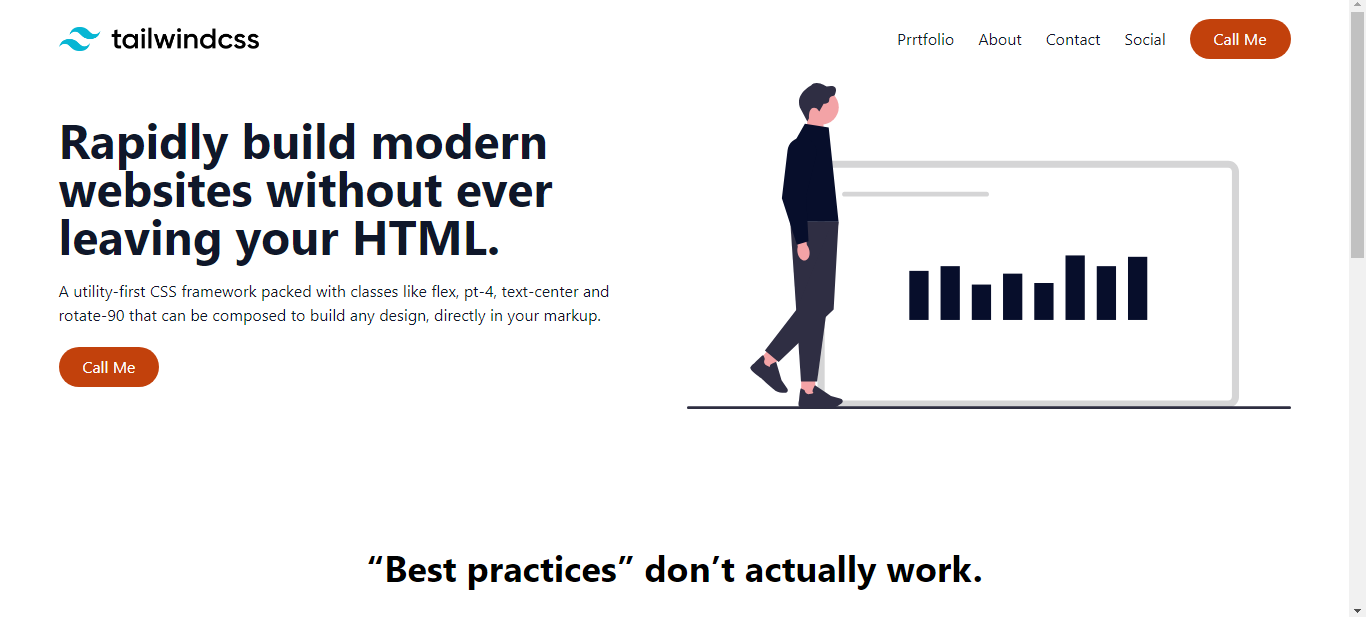 tailwindcss
Prrtfolio About Contact Social Call Me
Rapidly build modern
websites without ever
leaving your HTML.
A utility-first CSS framework packed with classes like flex, pt-4, text-center and
rotate-90 that can be composed to build any design, directly in your markup.
Call Me
“Best practices” don’t actually work.